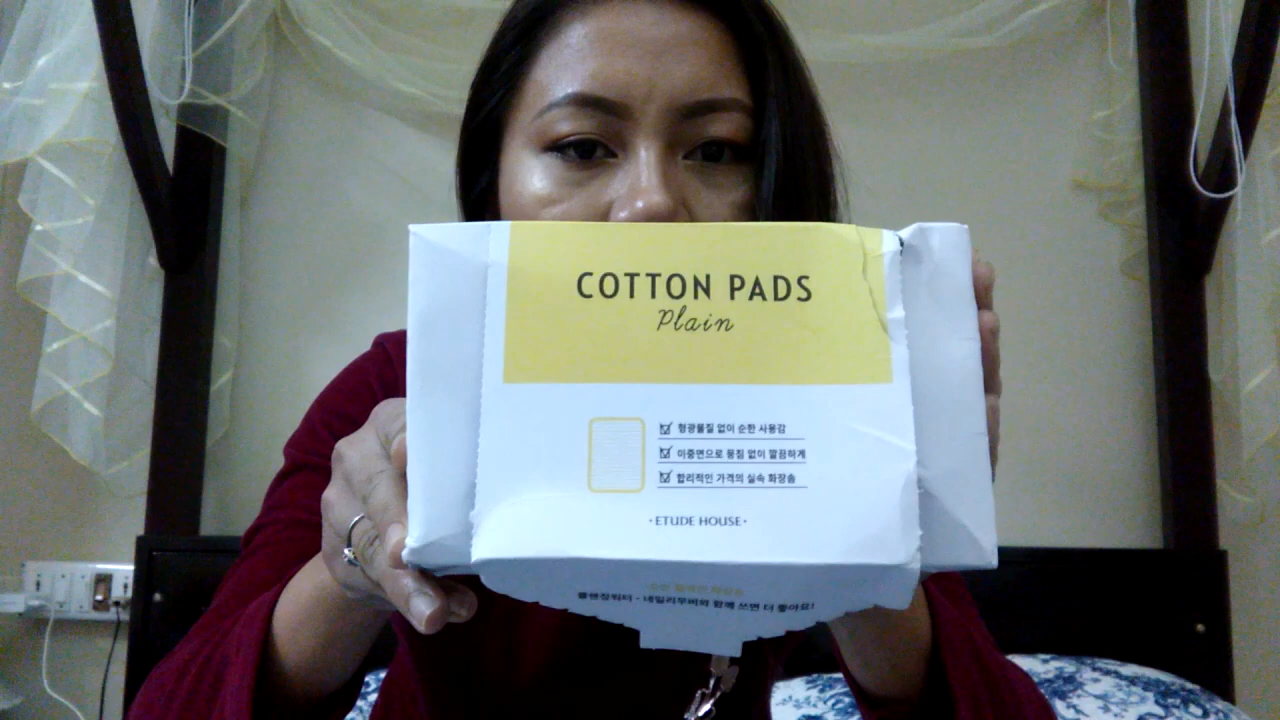 COTTON PADS
Plain
형광물질 없이 순한 사용감
이중면으로 뭉침 없이 깔끔하게
합리적인 가격의 실속 화장솜
·ETUDE HOUSE·
클렌징워터 - 네일리무버와 함께 쓰면 더 좋아요!